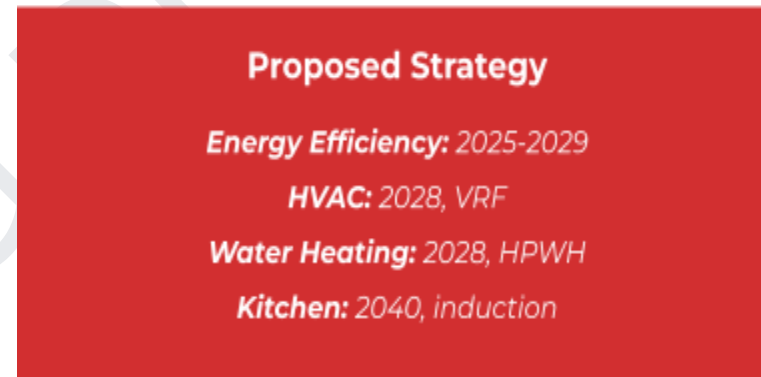 Proposed Strategy
Energy Efficiency: 2025-2029
HVAC: 2028, VRF
Water Heating: 2028, HPWH
Kitchen: 2040, induction